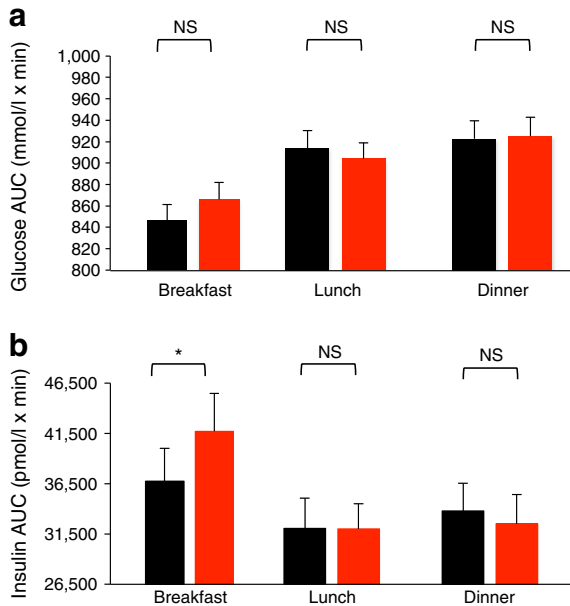 a
NS NS NS
Glucose AUC (mmol/l x min)
1,000
980
960
940
920
900
880
860
840
820
800
Breakfast Lunch Dinner
b
* NS NS
Insulin AUC (pmol/l x min)
46,500
41,500
36,500
31,500
26,500
Breakfast Lunch Dinner